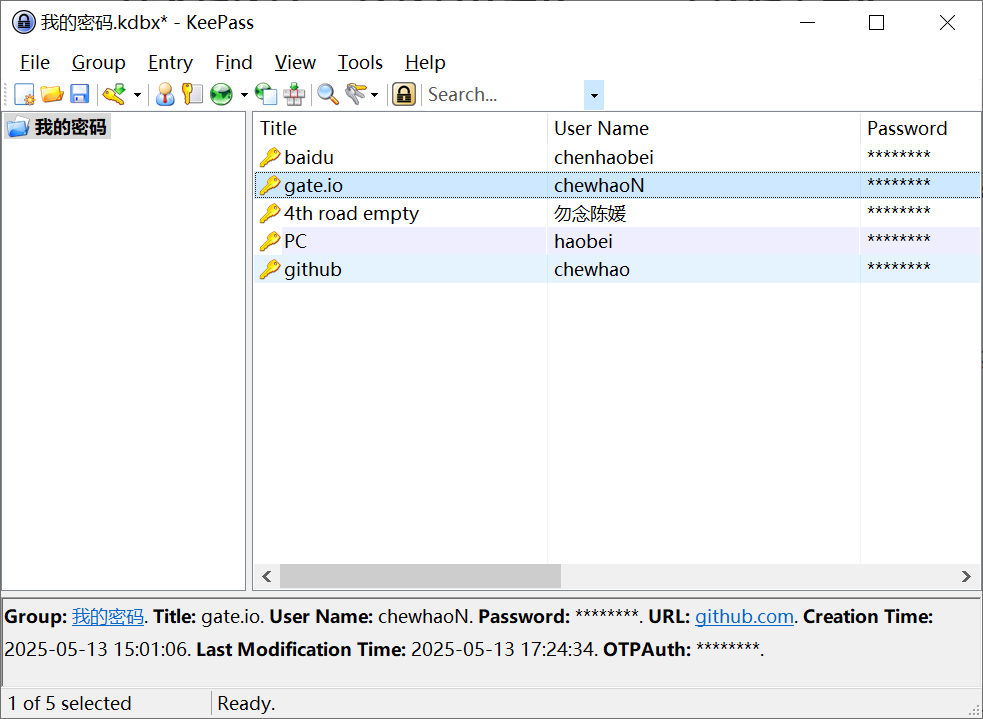 我的密码.kdbx* - KeePass
File Group Entry Find View Tools Help
Search...
我的密码
Title User Name Password
baidu chenhaobei ********
gate.io chewhaoN ********
4th road empty 勿念陈媛 ********
PC haobei ********
github chewhao ********
Group: 我的密码. Title: gate.io. User Name: chewhaoN. Password: ********. URL: github.com. Creation Time:
2025-05-13 15:01:06. Last Modification Time: 2025-05-13 17:24:34. OTPAuth: ********.
1 of 5 selected Ready.